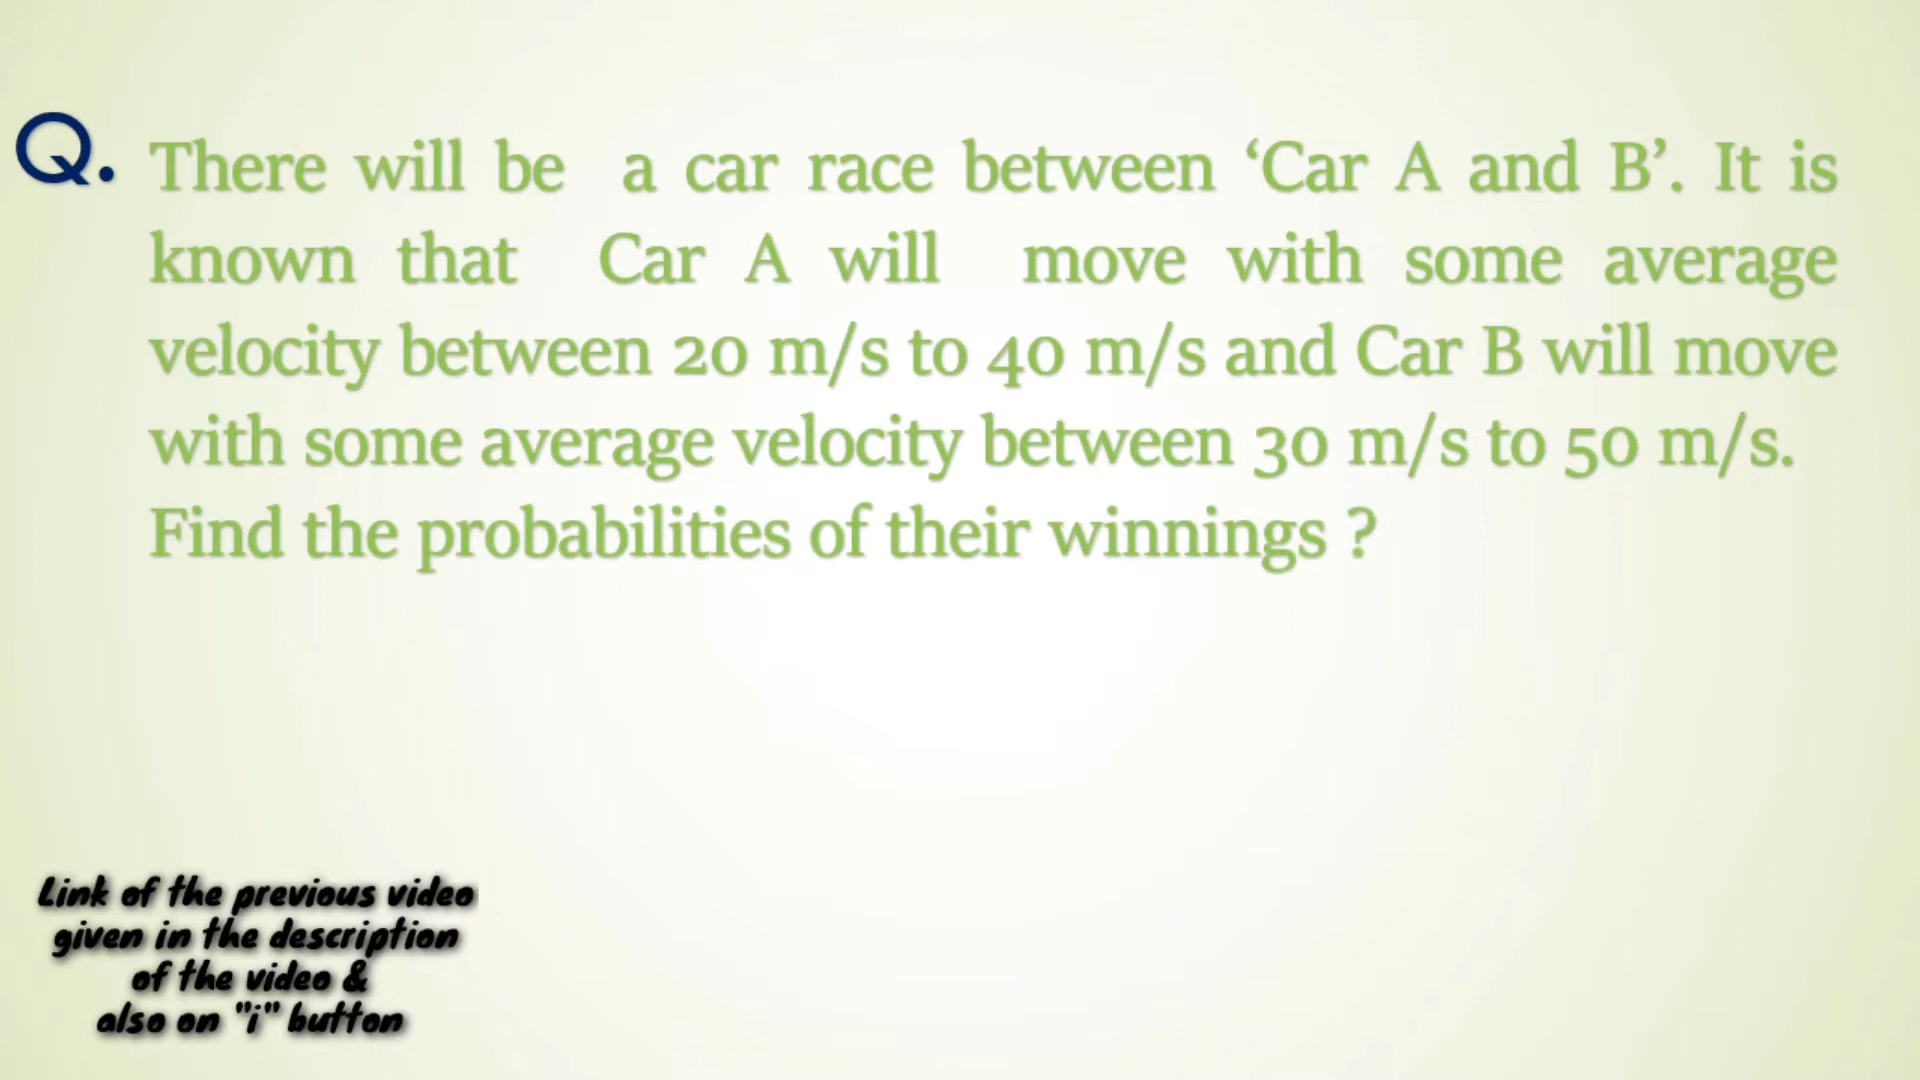 Q. There will be a car race between ‘Car A and B’. It is
known that Car A will move with some average
velocity between 20 m/s to 40 m/s and Car B will move
with some average velocity between 30 m/s to 50 m/s.
Find the probabilities of their winnings ?
Link of the previous video
given in the description
of the video &
also on "i" button